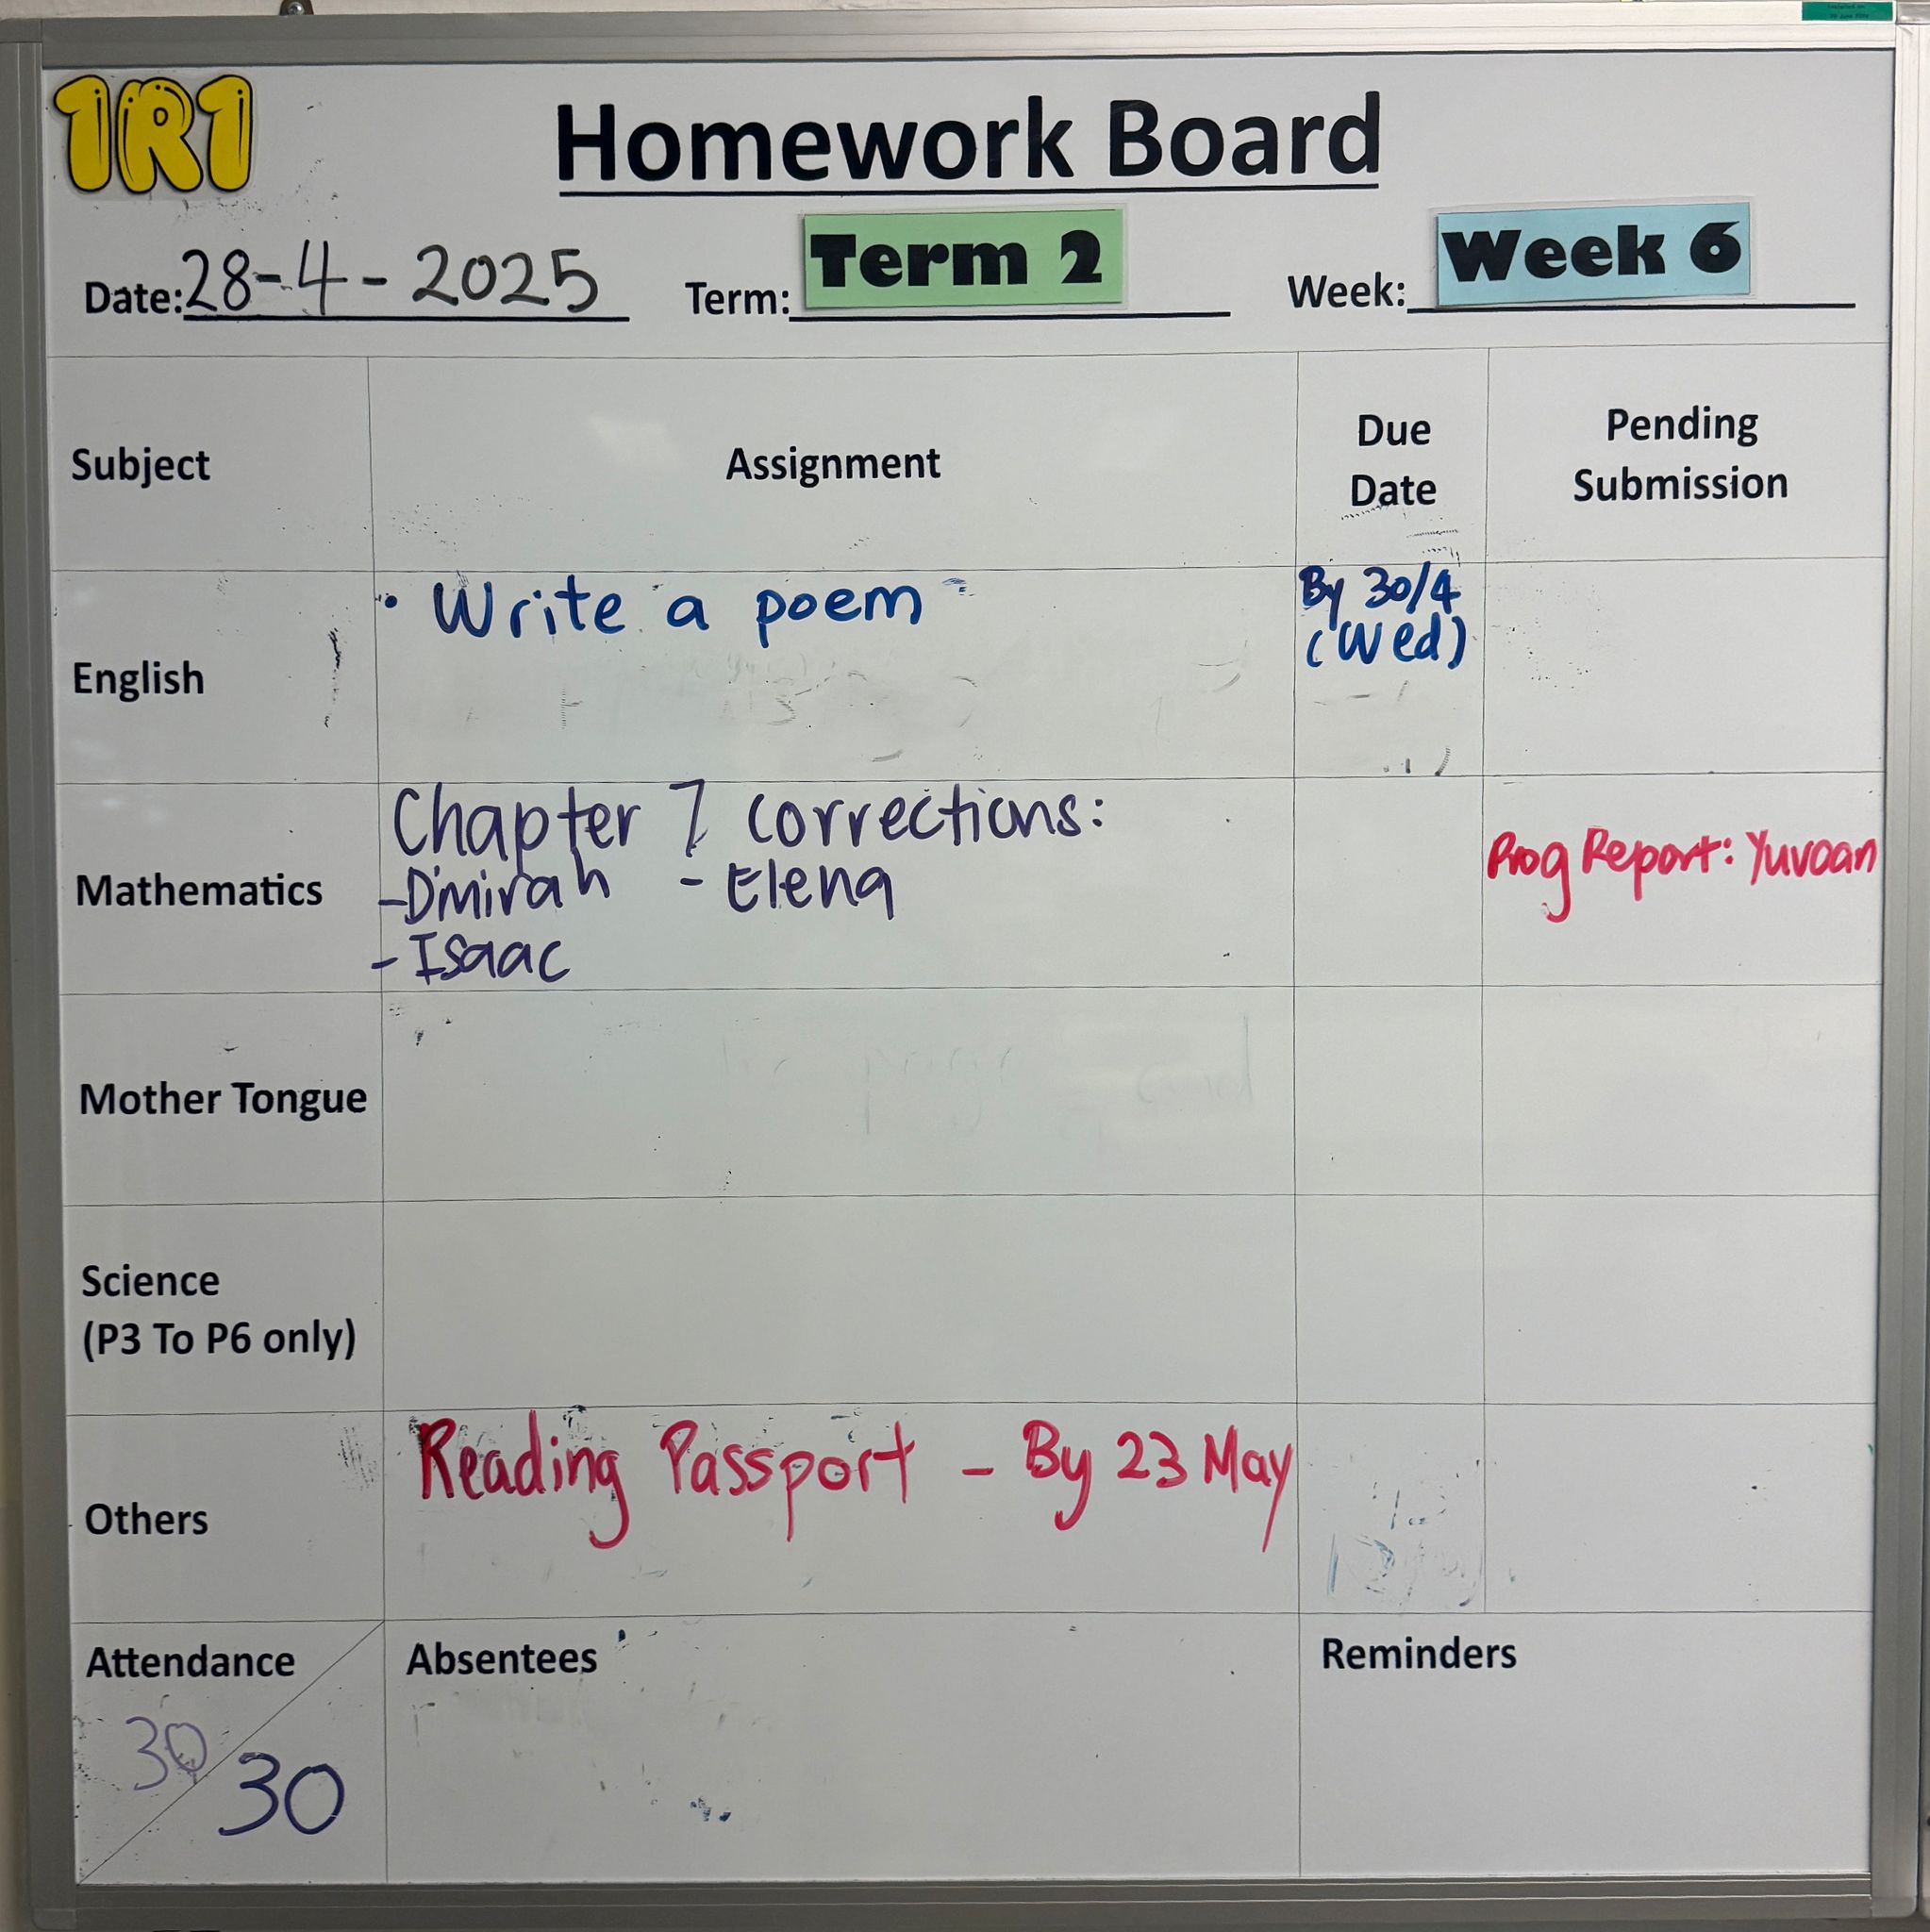 1R1
Homework Board
Date: 28-4-2025 Term: Term 2 Week: Week 6
Subject Assignment Due Date Pending Submission
English • Write a poem By 30/4 (Wed)
Mathematics Chapter 7 corrections: Prog Report: Yuvaan
-D'mirah - Elena
- Isaac
Mother Tongue
Science
(P3 To P6 only)
Others Reading Passport - By 23 May
Attendance Absentees Reminders
30/30